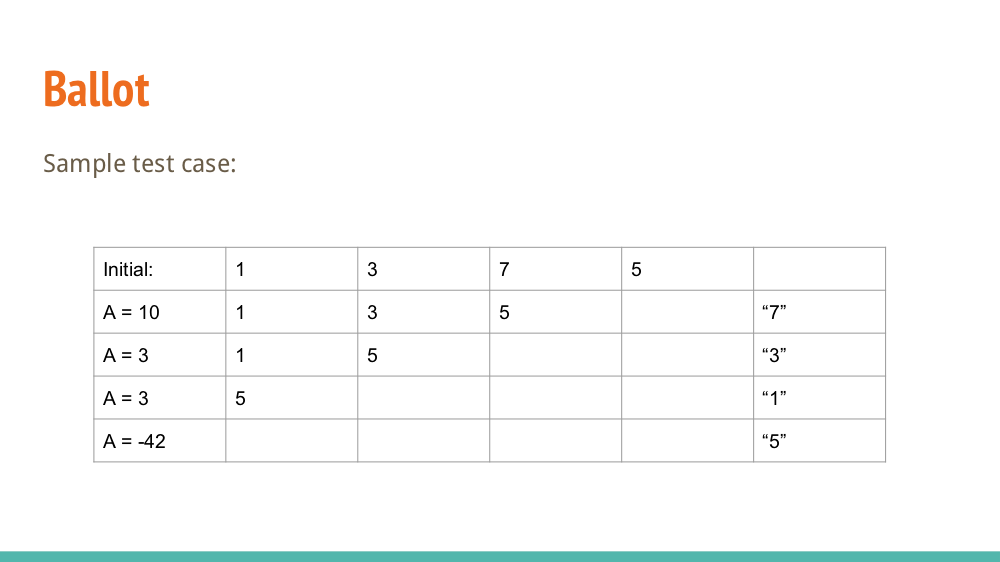 Ballot
Sample test case:
Initial: 1 3 7 5
A = 10 1 3 5 “7”
A = 3 1 5 “3”
A = 3 5 “1”
A = -42 “5”